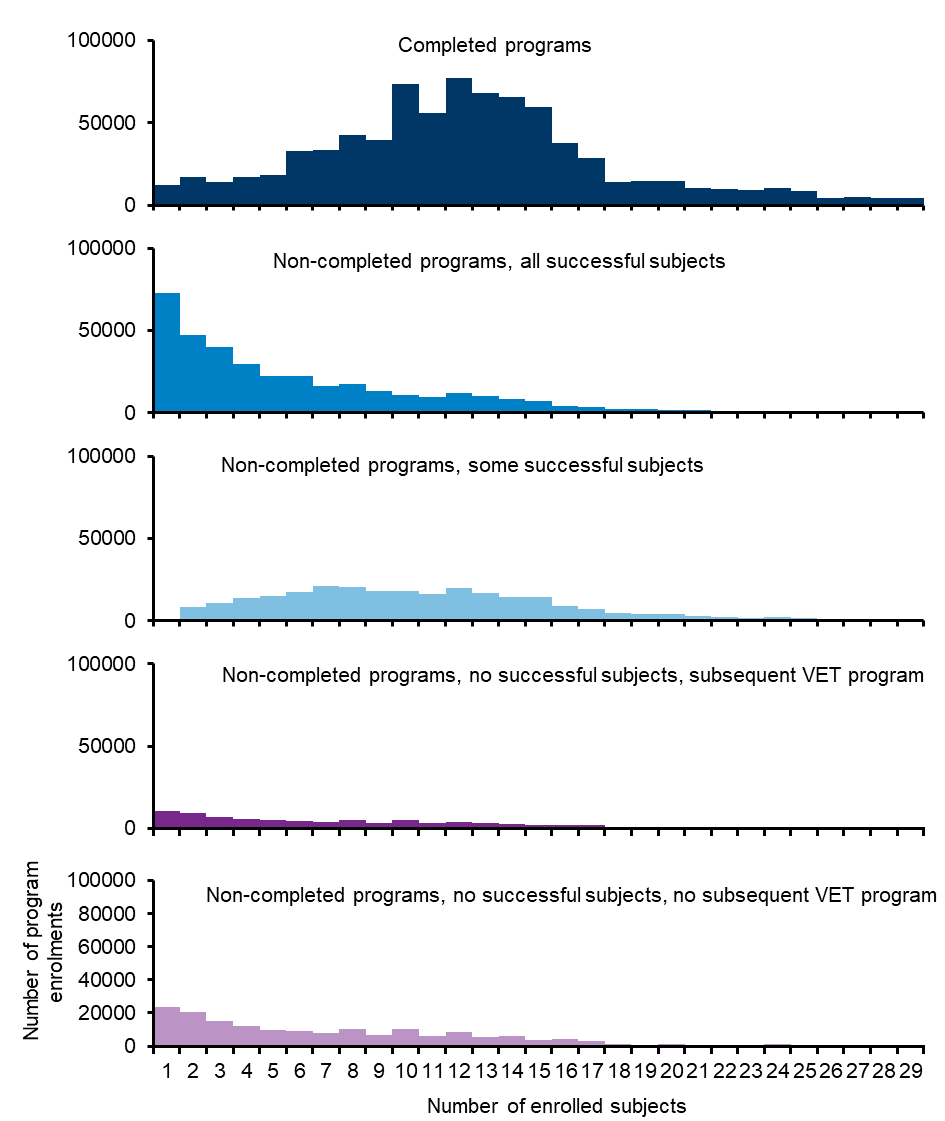 100000
Completed programs
50000
0
100000
Non-completed programs, all successful subjects
50000
0
100000
Non-completed programs, some successful subjects
50000
0
100000
Non-completed programs, no successful subjects, subsequent VET program
50000
0
Number of program
enrolments
100000
Non-completed programs, no successful subjects, no subsequent VET program
80000
60000
40000
20000
0
1 2 3 4 5 6 7 8 9 10 11 12 13 14 15 16 17 18 19 20 21 22 23 24 25 26 27 28 29
Number of enrolled subjects